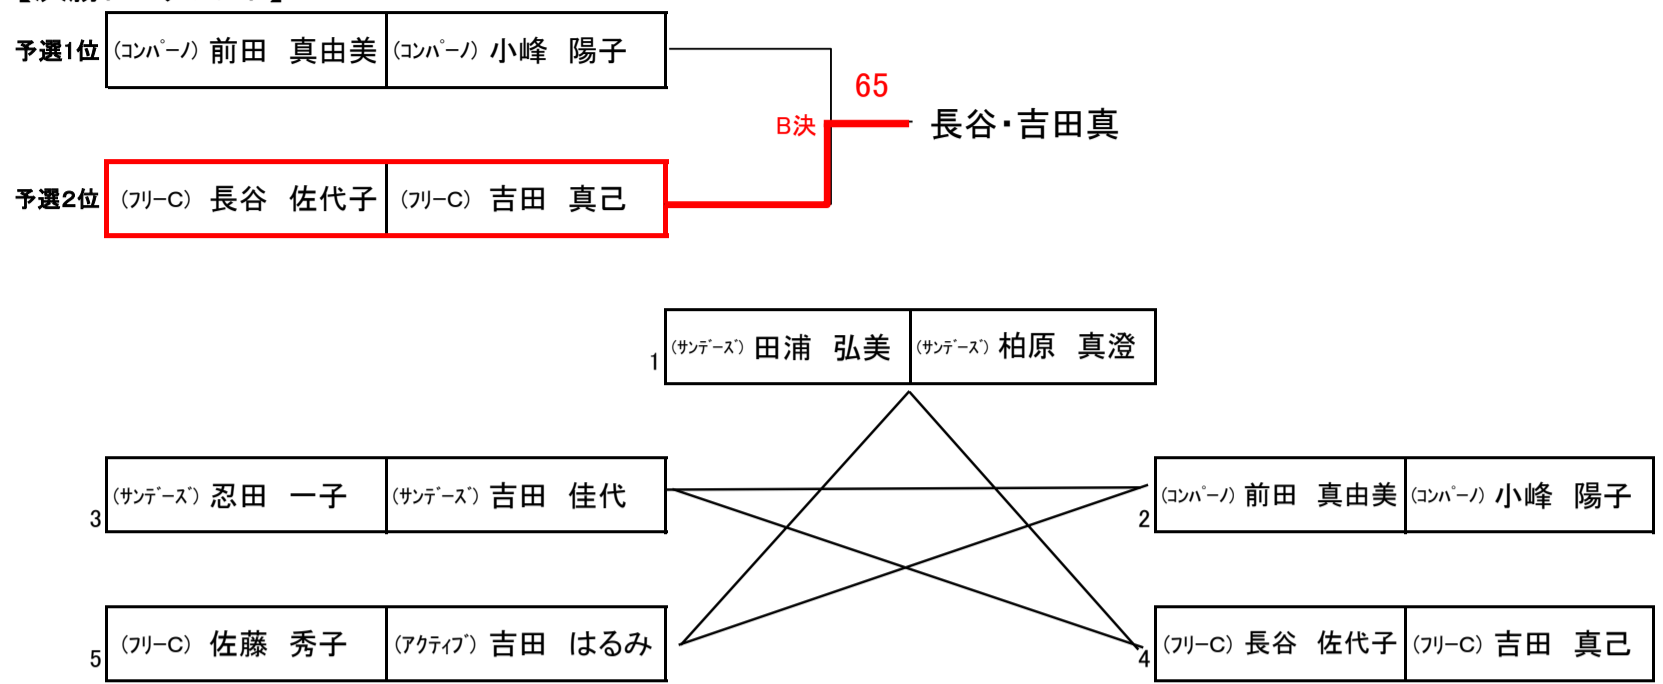 予選1位 (コンパーノ) 前田 真由美 (コンパーノ) 小峰 陽子
65
B決 長谷・吉田真
予選2位 (フリーC) 長谷 佐代子 (フリーC) 吉田 真己
1 (サンデーズ) 田浦 弘美 (サンデーズ) 柏原 真澄
3 (サンデーズ) 忍田 一子 (サンデーズ) 吉田 佳代
2 (コンパーノ) 前田 真由美 (コンパーノ) 小峰 陽子
5 (フリーC) 佐藤 秀子 (アクティブ) 吉田 はるみ
4 (フリーC) 長谷 佐代子 (フリーC) 吉田 真己